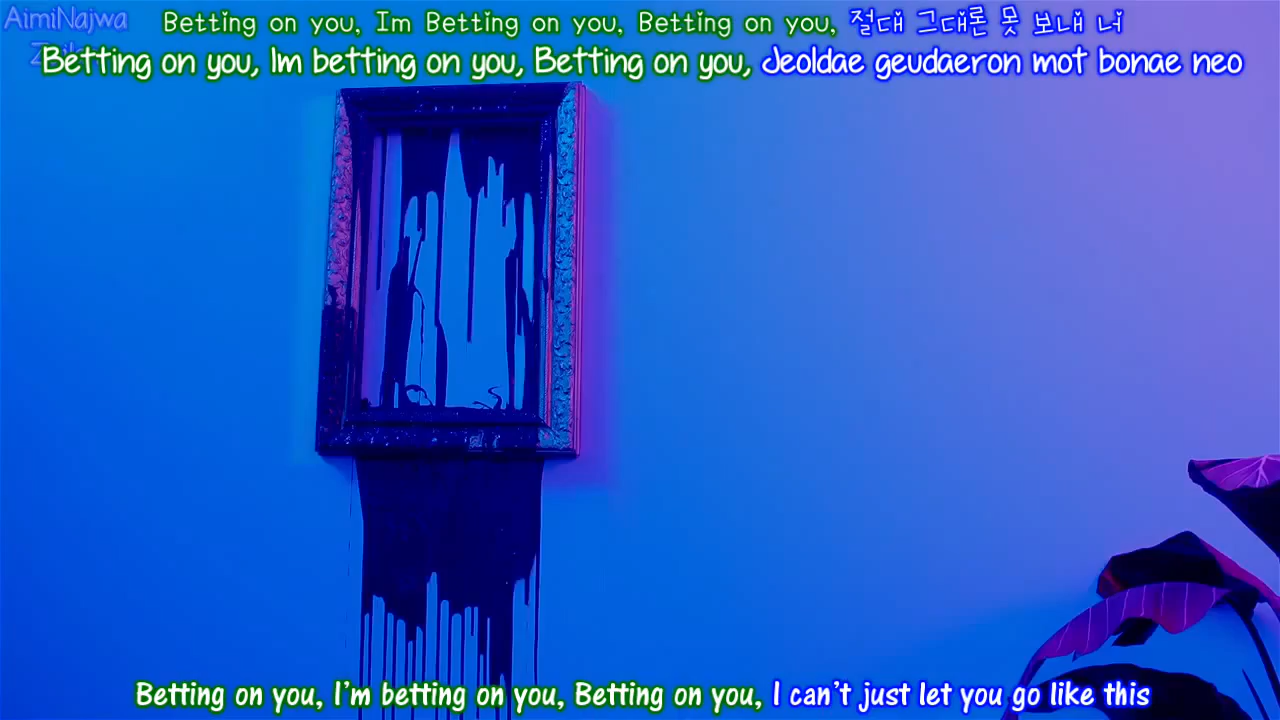 AimiNajwa
Betting on you, Im Betting on you, Betting on you, 절대 그대론 못 보내 너
Betting on you, Im betting on you, Betting on you, Jeoldae geudaeron mot bonae neo
Betting on you, I'm betting on you, Betting on you, I can't just let you go like this